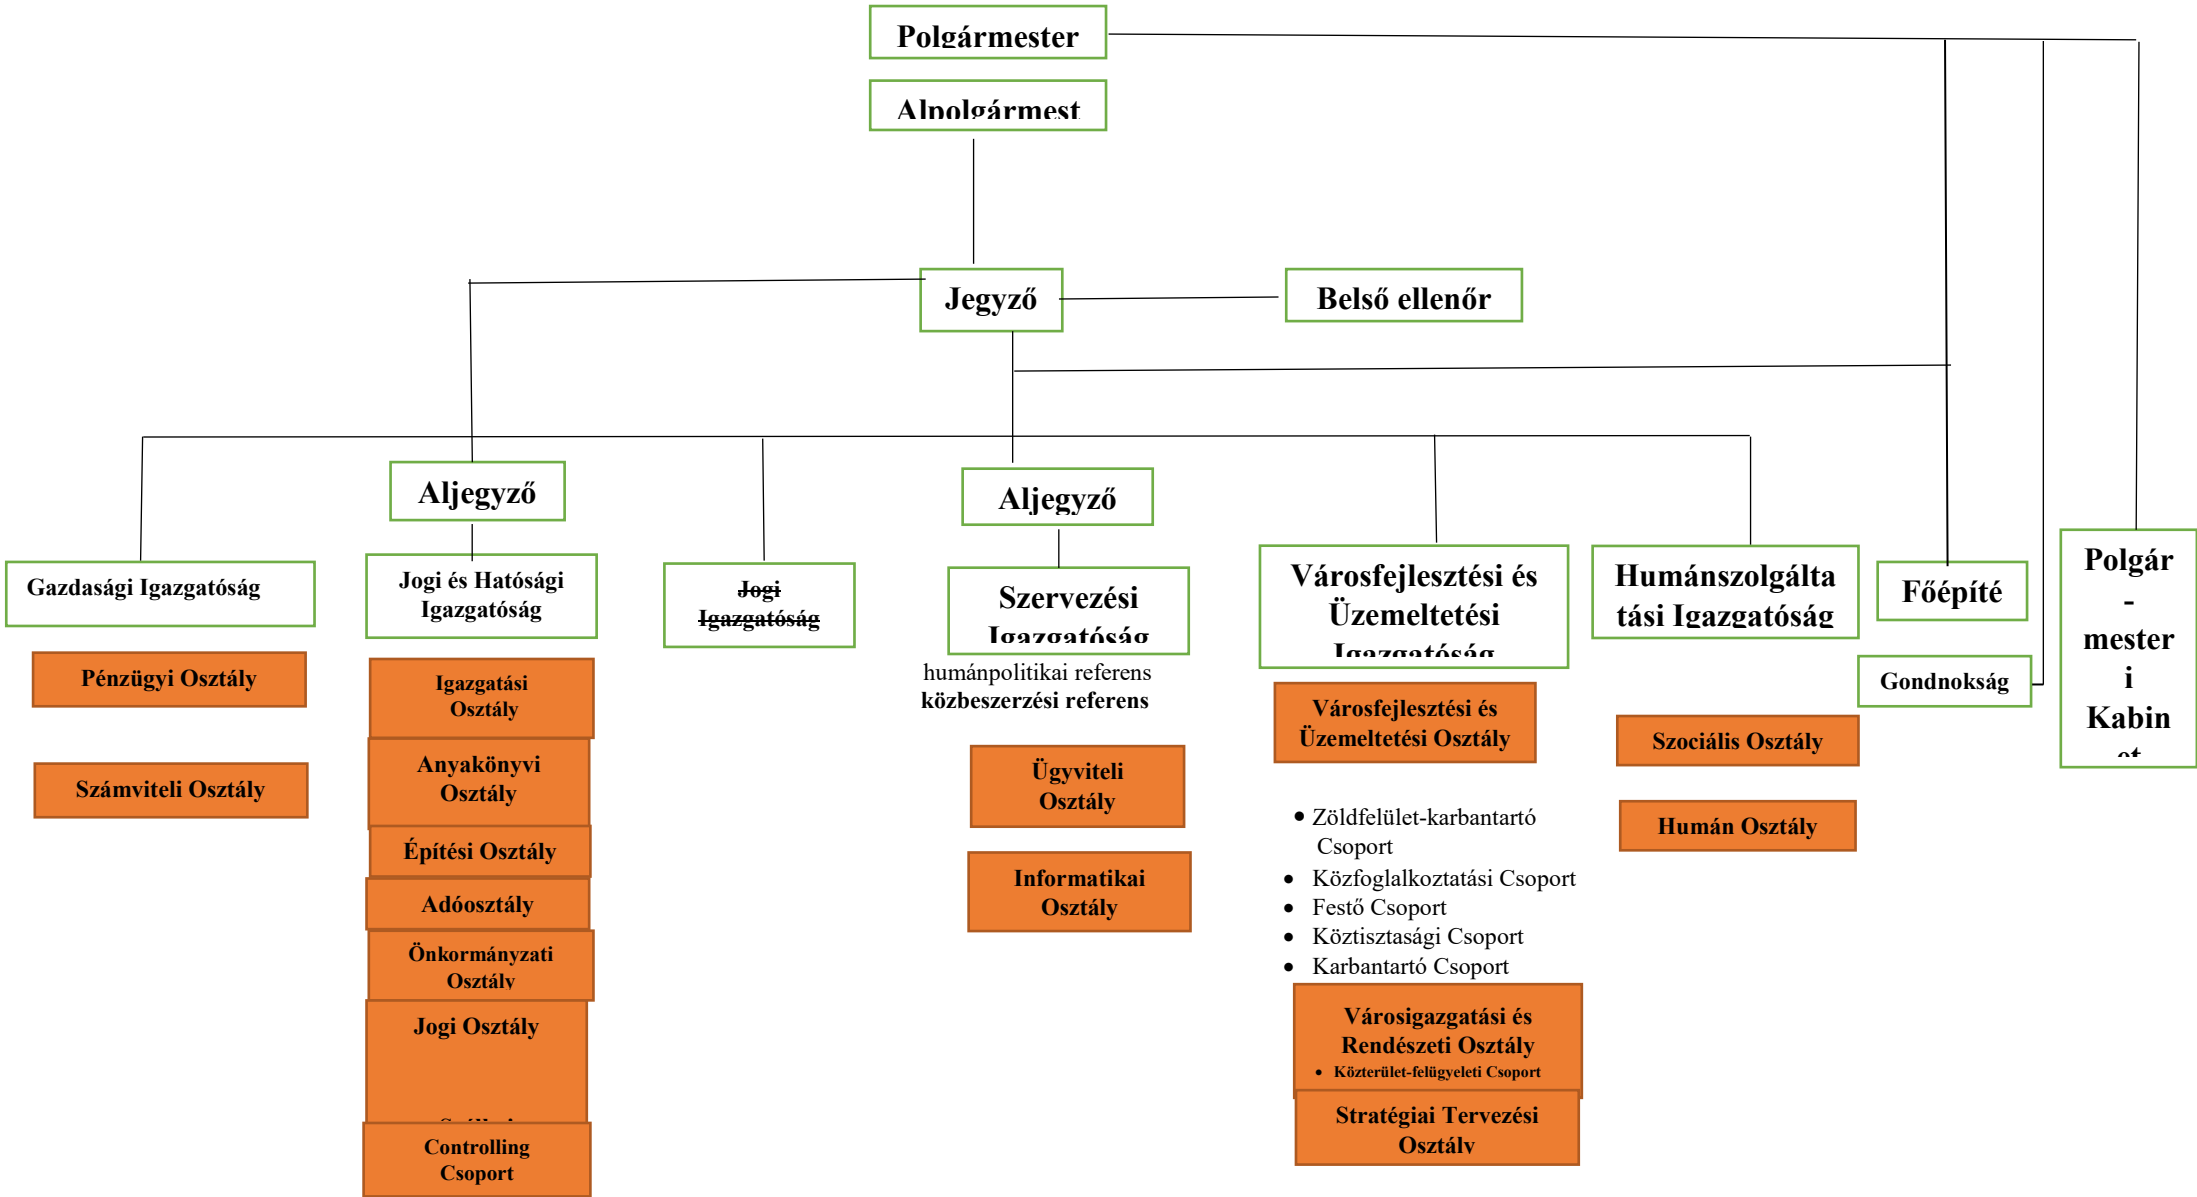 Polgármester
Alpolgármest
Jegyző
Belső ellenőr
Aljegyző
Aljegyző
Gazdasági Igazgatóság
Pénzügyi Osztály
Számviteli Osztály
Jogi és Hatósági
Igazgatóság
Igazgatási
Osztály
Anyakönyvi
Osztály
Építési Osztály
Adóosztály
Önkormányzati
Osztály
Jogi Osztály
Controlling
Csoport
Jogi
Igazgatóság
Szervezési
Igazgatóság
humánpolitikai referens
közbeszerzési referens
Ügyviteli
Osztály
Informatikai
Osztály
Városfejlesztési és
Üzemeltetési
Igazgatóság
Városfejlesztési és
Üzemeltetési Osztály
• Zöldfelület-karbantartó
Csoport
• Közfoglalkoztatási Csoport
• Festő Csoport
• Köztisztasági Csoport
• Karbantartó Csoport
Városigazgatási és
Rendészeti Osztály
• Közterület-felügyeleti Csoport
Stratégiai Tervezési
Osztály
Humánszolgálta
tási Igazgatóság
Szociális Osztály
Humán Osztály
Főépíté
Gondnokság
Polgár
-
mester
i
Kabin
et